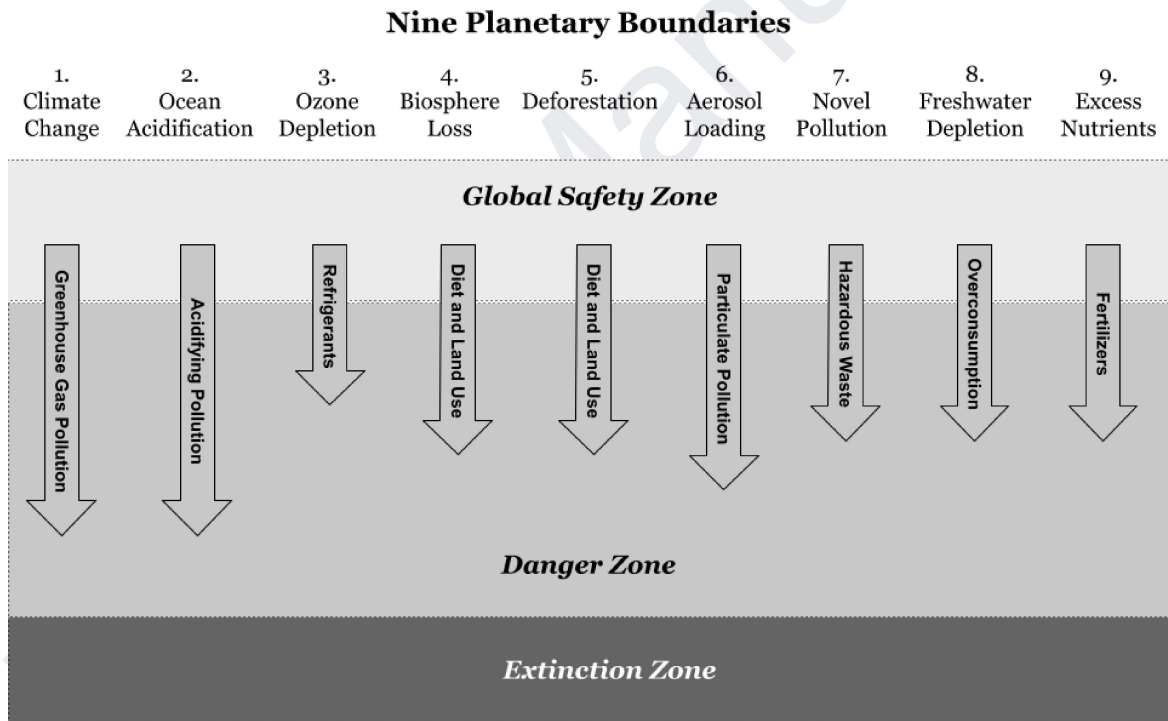 Nine Planetary Boundaries
1.
Climate
Change
2.
Ocean
Acidification
3.
Ozone
Depletion
4.
Biosphere
Loss
5.
Deforestation
6.
Aerosol
Loading
7.
Novel
Pollution
8.
Freshwater
Depletion
9.
Excess
Nutrients
Global Safety Zone
Greenhouse Gas Pollution
Acidifying Pollution
Refrigerants
Diet and Land Use
Diet and Land Use
Particulate Pollution
Hazardous Waste
Overconsumption
Fertilizers
Danger Zone
Extinction Zone